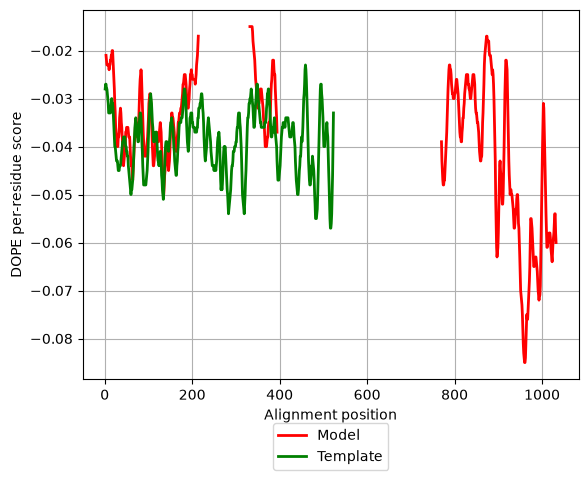 −0.02
−0.03
−0.04
−0.05
−0.06
−0.07
−0.08
DOPE per-residue score
0 200 400 600 800 1000
Alignment position
Model
Template